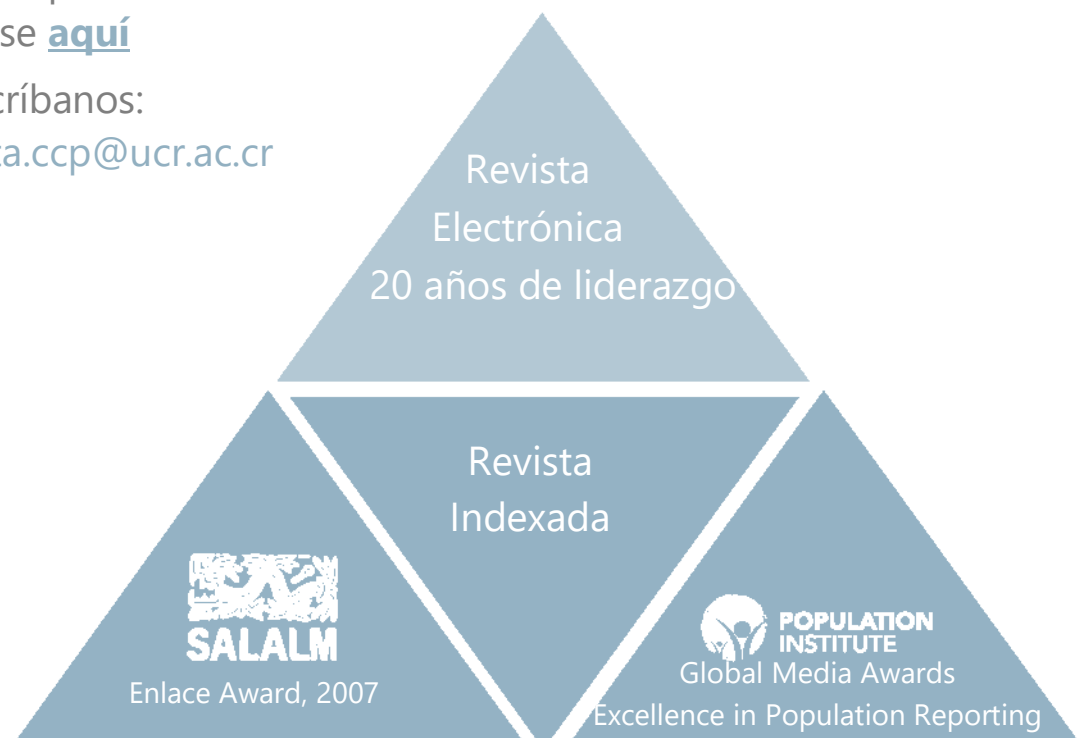 se aquí
críbanos:
ta.ccp@ucr.ac.cr
Revista
Electrónica
20 años de liderazgo
Revista
Indexada
SALALM
Enlace Award, 2007
POPULATION
INSTITUTE
Global Media Awards
Excellence in Population Reporting